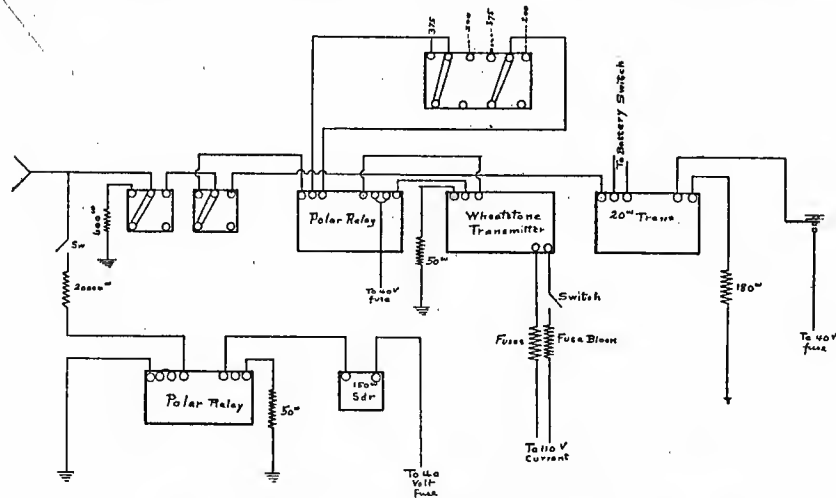 375
200
375
200
To Battery Switch
Polar Relay
Wheatstone
Transmitter
20ω Trans
600ω
Sw
2000ω
50ω
To 40V
fuse
Switch
180ω
Fuses
Fuse Block
To 40V
fuse
Polar Relay
150ω
Sdr
50ω
To 40
Volt
Fuse
To 110 V
Current